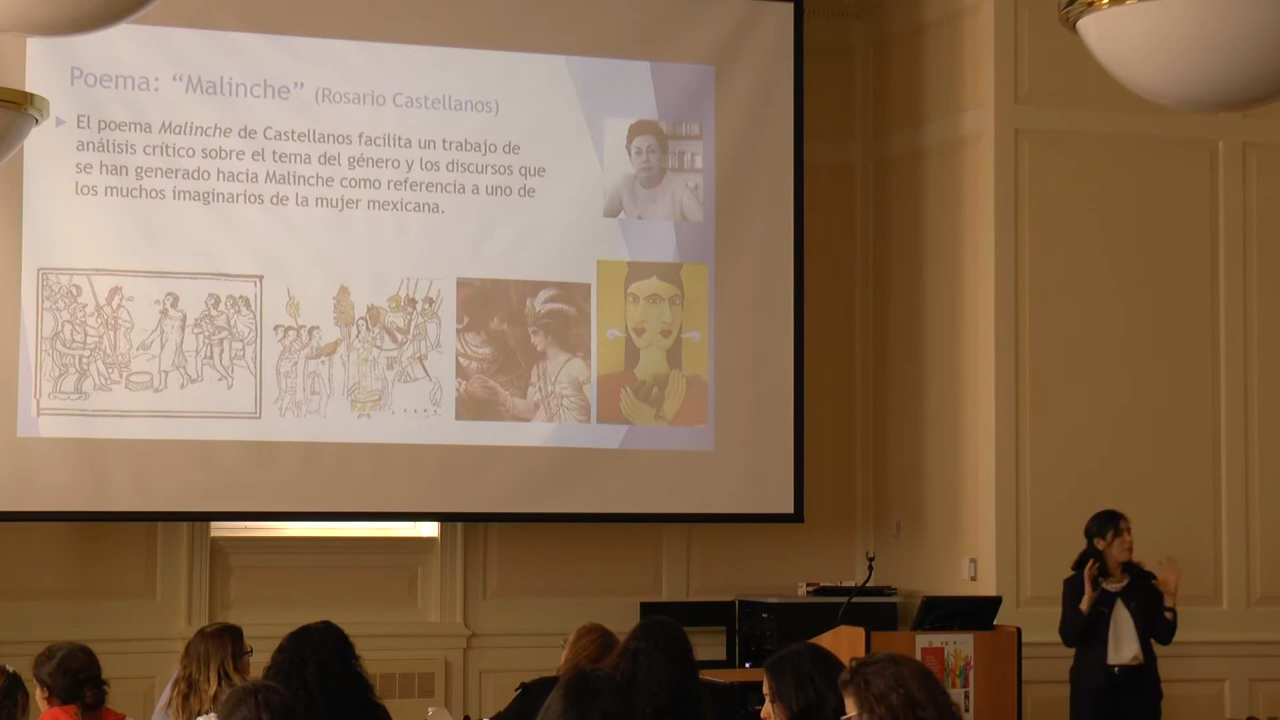 Poema: “Malinche” (Rosario Castellanos)
El poema Malinche de Castellanos facilita un trabajo de
análisis crítico sobre el tema del género y los discursos que
se han generado hacia Malinche como referencia a uno de
los muchos imaginarios de la mujer mexicana.